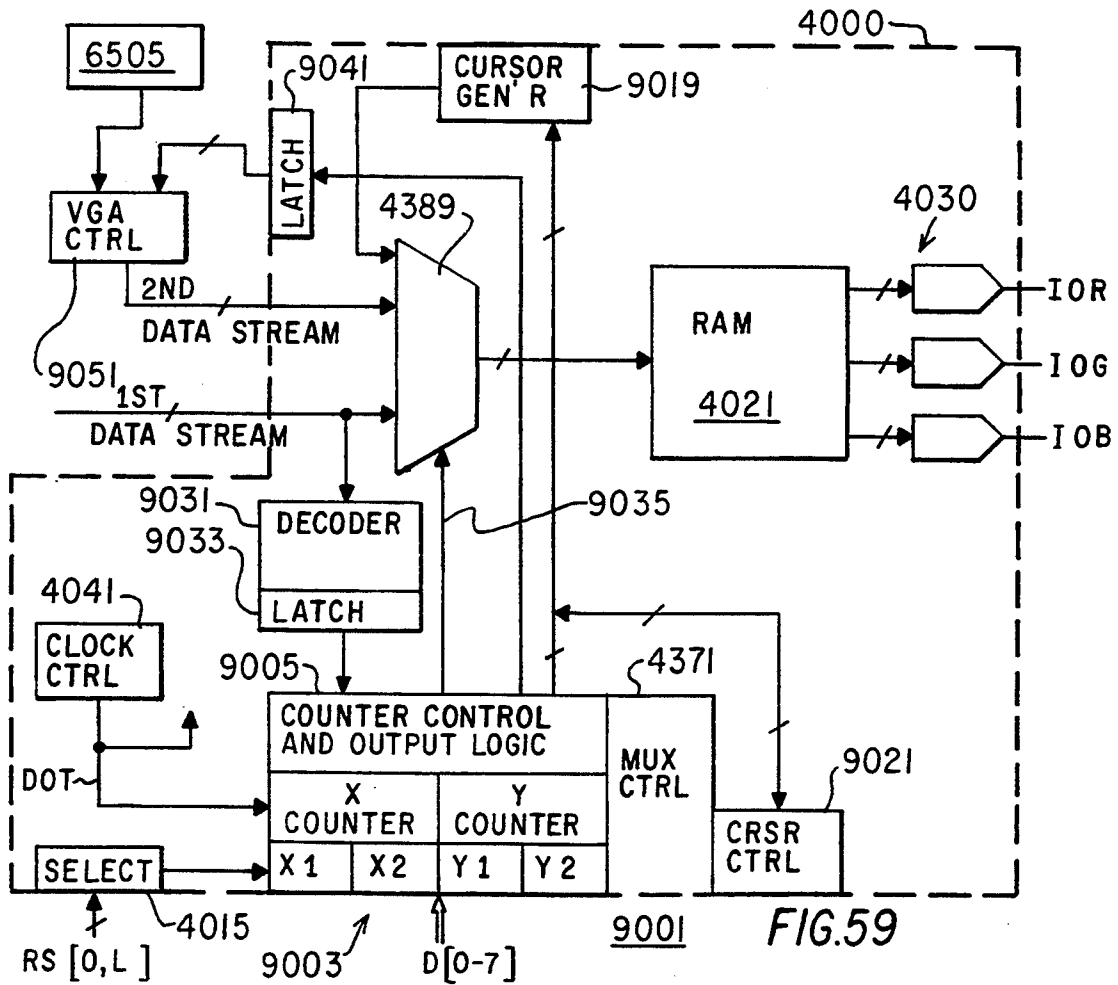 4000
6505
9041
CURSOR
GEN'R
9019
LATCH
4389
4030
VGA
CTRL
2ND
DATA STREAM
RAM
4021
IOR
IOG
IOB
9051
1ST
DATA STREAM
9031
DECODER
9035
9033
LATCH
4041
CLOCK
CTRL
9005
4371
COUNTER CONTROL
AND OUTPUT LOGIC
MUX
CTRL
9021
DOT
X
COUNTER
Y
COUNTER
CRSR
CTRL
SELECT
X1
X2
Y1
Y2
4015
RS [0,L]
9003
D[0-7]
9001
FIG.59